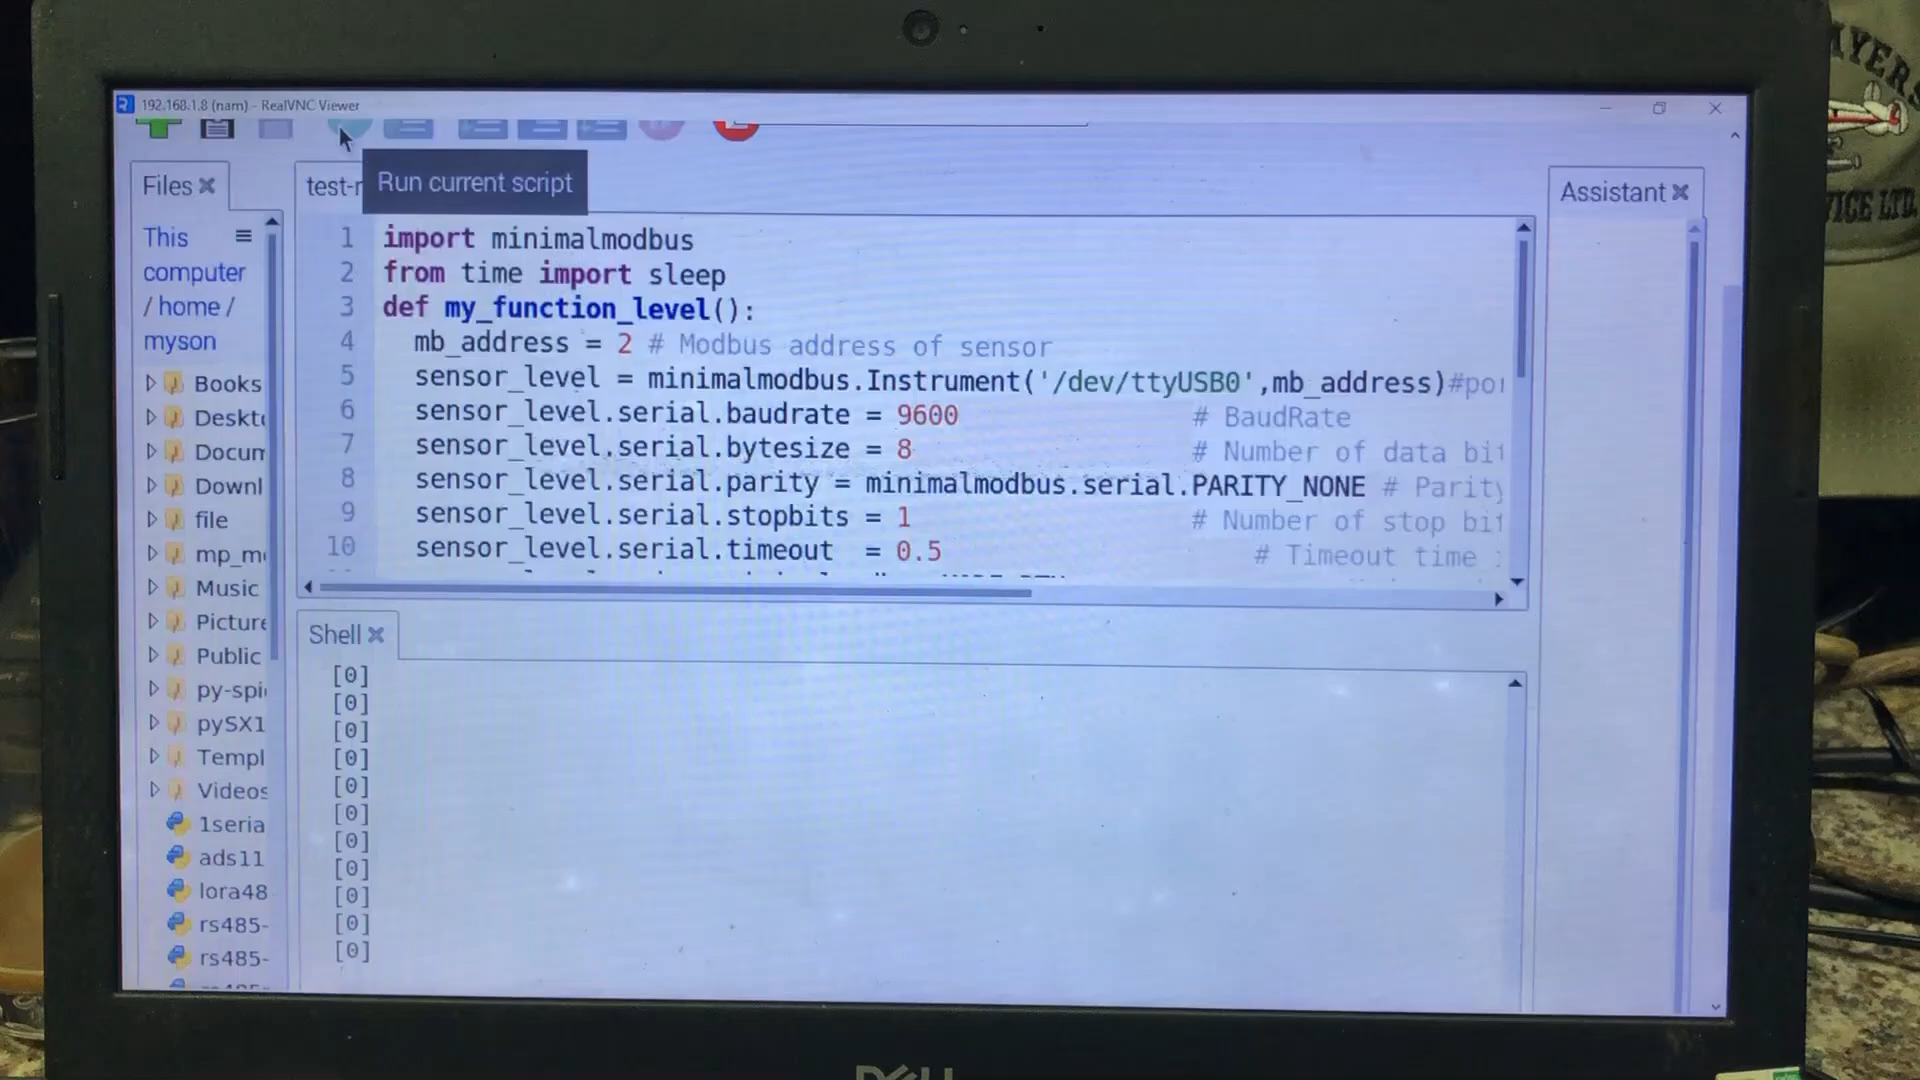 192.168.1.8 (nam) - RealVNC Viewer
Run current script
Files
Assistant
This
computer
/ home /
myson
Books
Music
Public
file
Videos
1 import minimalmodbus
2 from time import sleep
3 def my_function_level():
4 mb_address = 2 # Modbus address of sensor
5 sensor_level = minimalmodbus.Instrument('/dev/ttyUSB0',mb_address)#por
6 sensor_level.serial.baudrate = 9600 # BaudRate
7 sensor_level.serial.bytesize = 8 # Number of data bit
8 sensor_level.serial.parity = minimalmodbus.serial.PARITY_NONE # Parity
9 sensor_level.serial.stopbits = 1 # Number of stop bit
10 sensor_level.serial.timeout = 0.5 # Timeout time
Shell
[0]
[0]
[0]
[0]
[0]
[0]
[0]
[0]
[0]
[0]
[0]
DELL